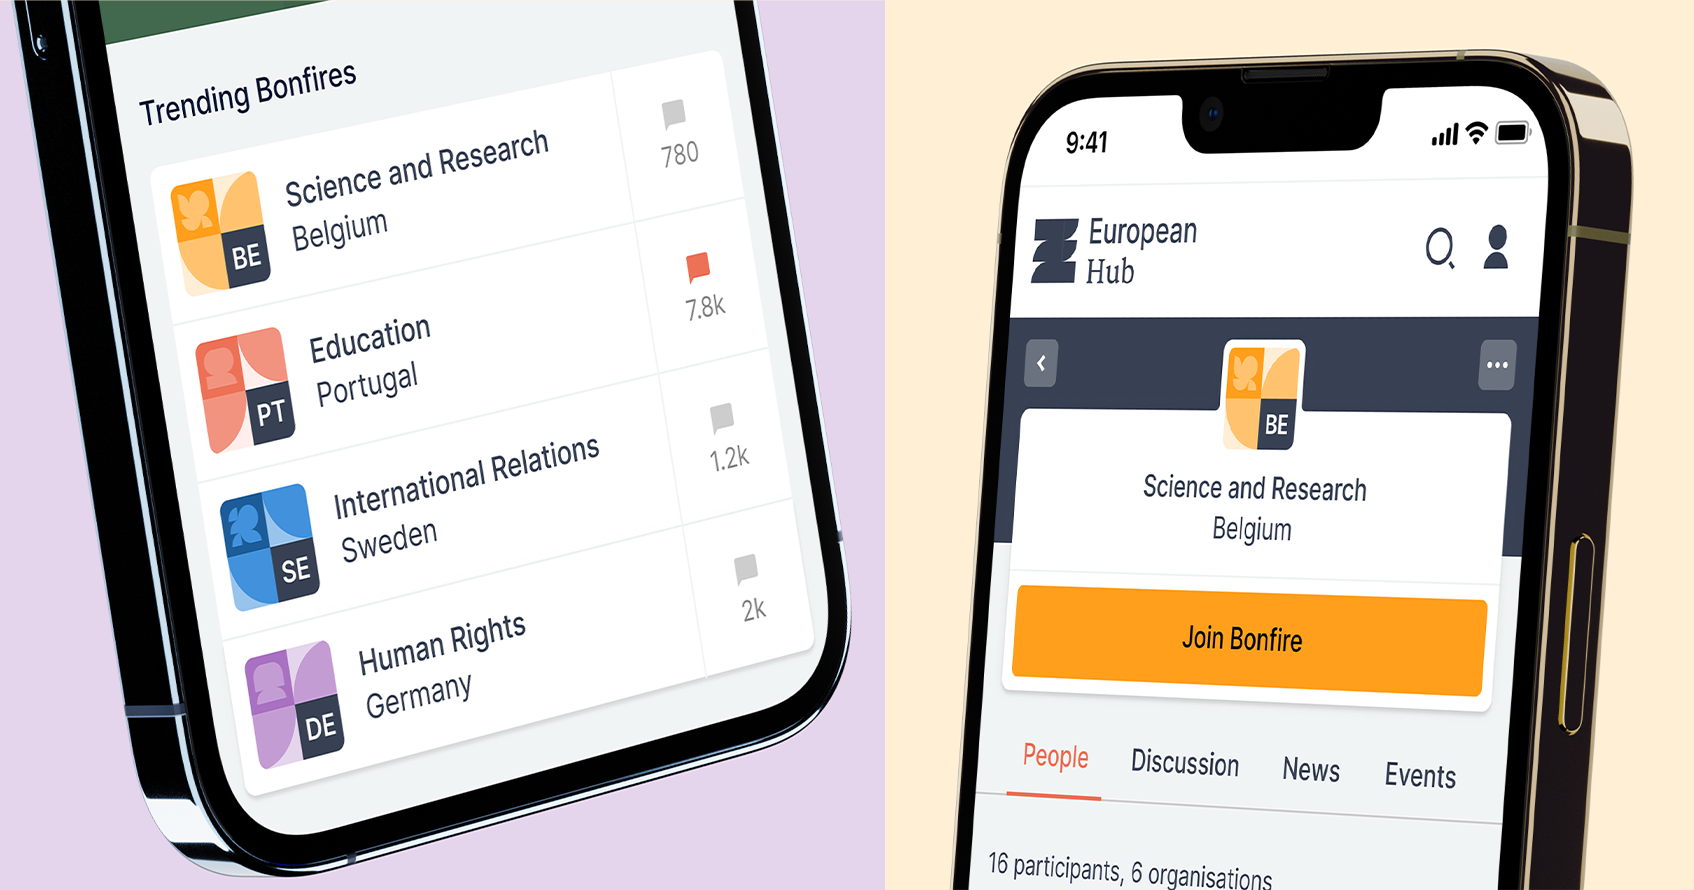 Trending Bonfires
BE
Science and Research
Belgium
780
PT
Education
Portugal
7.8k
SE
International Relations
Sweden
1.2k
DE
Human Rights
Germany
2k
9:41
European
Hub
BE
Science and Research
Belgium
Join Bonfire
People Discussion News Events
16 participants, 6 organisations